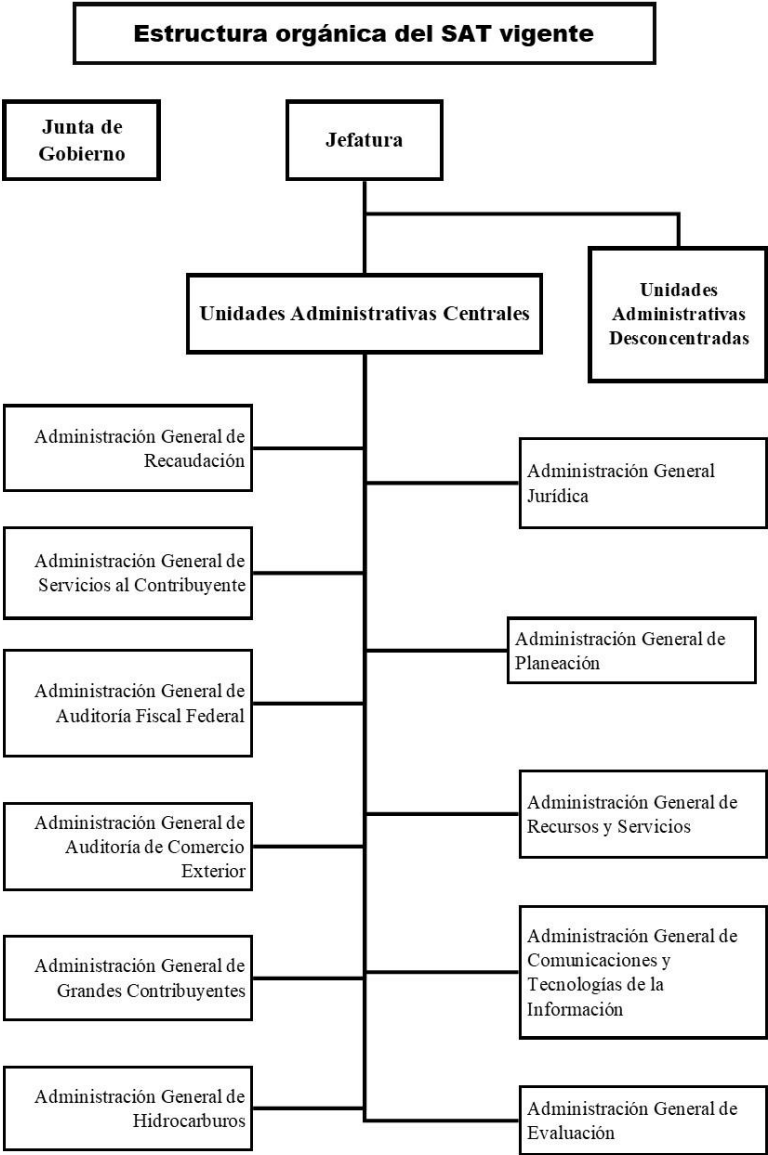 Estructura orgánica del SAT vigente
Junta de
Gobierno
Jefatura
Unidades Administrativas Centrales
Unidades
Administrativas
Desconcentradas
Administración General de
Recaudación
Administración General
Jurídica
Administración General de
Servicios al Contribuyente
Administración General de
Planeación
Administración General de
Auditoría Fiscal Federal
Administración General de
Recursos y Servicios
Administración General de
Auditoría de Comercio
Exterior
Administración General de
Comunicaciones y
Tecnologías de la
Información
Administración General de
Grandes Contribuyentes
Administración General de
Hidrocarburos
Administración General de
Evaluación